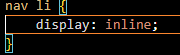 nav li {
    display: inline;
}